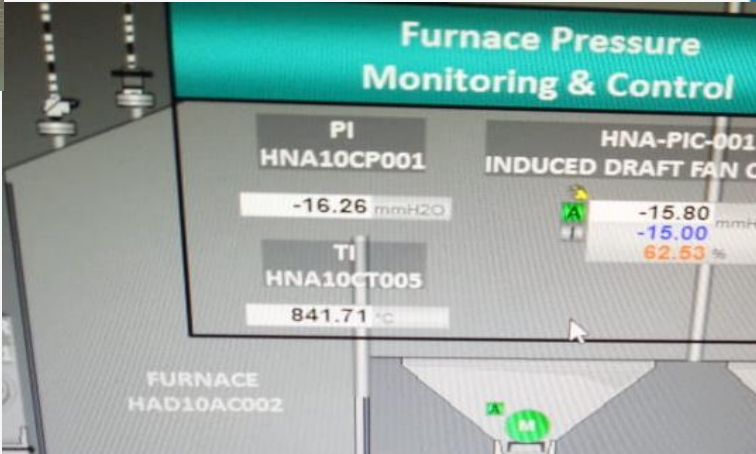 Furnace Pressure
Monitoring & Control
PI
HNA10CP001
-16.26 mmH2O
TI
HNA10CT005
841.71 °C
HNA-PIC-001
INDUCED DRAFT FAN
A
-15.80
-15.00
62.53 %
FURNACE
HAD10AC002
A
M